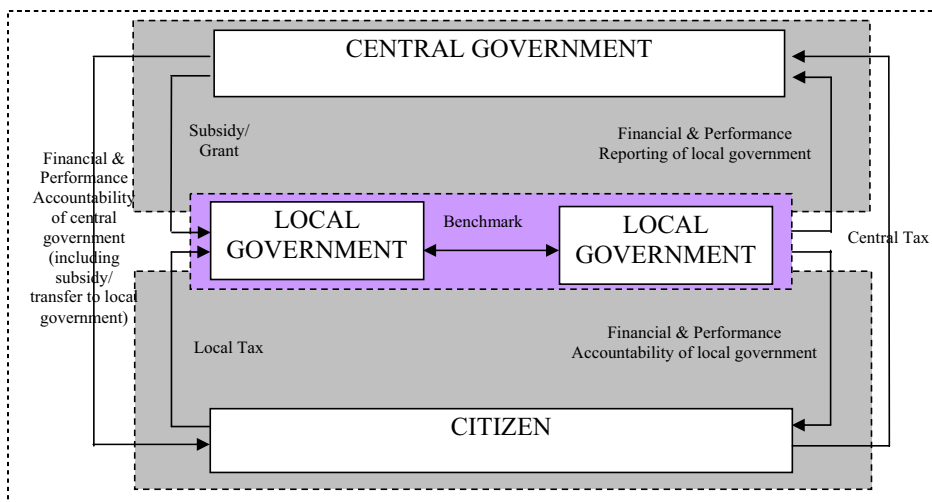 CENTRAL GOVERNMENT
Subsidy/
Grant
Financial & Performance
Reporting of local government
Financial &
Performance
Accountability
of central
government
(including
subsidy/
transfer to local
government)
LOCAL
GOVERNMENT
Benchmark
LOCAL
GOVERNMENT
Central Tax
Local Tax
Financial & Performance
Accountability of local government
CITIZEN